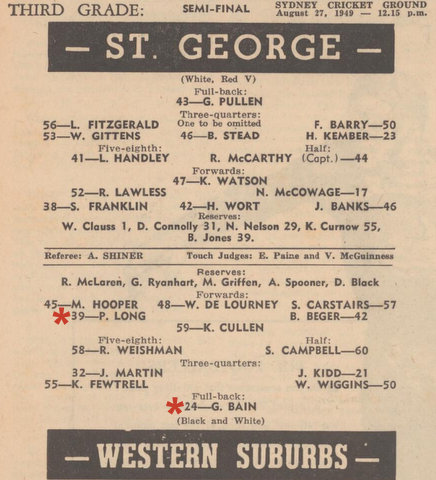 THIRD GRADE: SEMI-FINAL SYDNEY CRICKET GROUND
August 27, 1949 — 12.15 p.m.
— ST. GEORGE —
(White, Red V)
Full-back:
43—G. PULLEN
Three-quarters:
56—L. FITZGERALD One to be omitted F. BARRY—50
53—W. GITTENS 46—B. STEAD H. KEMBER—23
Five-eighth: Half:
41—L. HANDLEY R. McCARTHY (Capt.)—44
Forwards:
47—K. WATSON
52—R. LAWLESS N. McCOWAGE—17
38—S. FRANKLIN 42—H. WORT J. BANKS—46
Reserves:
W. Clauss 1, D. Connolly 31, N. Nelson 29, K. Curnow 55,
B. Jones 39.
Referee: A. SHINER Touch Judges: E. Paine and V. McGuinness
Reserves:
R. McLaren, G. Ryanhart, M. Griffen, A. Spooner, D. Black
Forwards:
45—M. HOOPER 48—W. DE LOURNEY S. CARSTAIRS—57
*39—P. LONG B. BEGER—42
59—K. CULLEN
Five-eighth: Half:
58—R. WEISHMAN S. CAMPBELL—60
Three-quarters:
32—J. MARTIN J. KIDD—21
55—K. FEWTRELL W. WIGGINS—50
Full-back:
*24—G. BAIN
(Black and White)
— WESTERN SUBURBS —